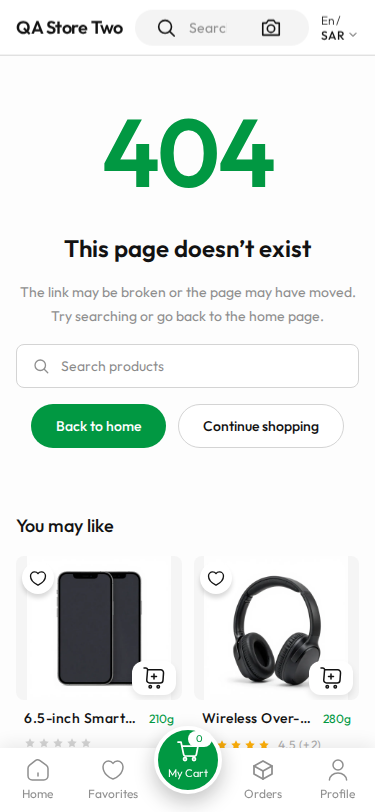 QA Store Two
Searc
En/
SAR
404
This page doesn't exist
The link may be broken or the page may have moved.
Try searching or go back to the home page.
Search products
Back to home
Continue shopping
You may like
6.5-inch Smart... 210g
Wireless Over-... 280g
4.5 (+2)
0
My Cart
Home
Favorites
Orders
Profile